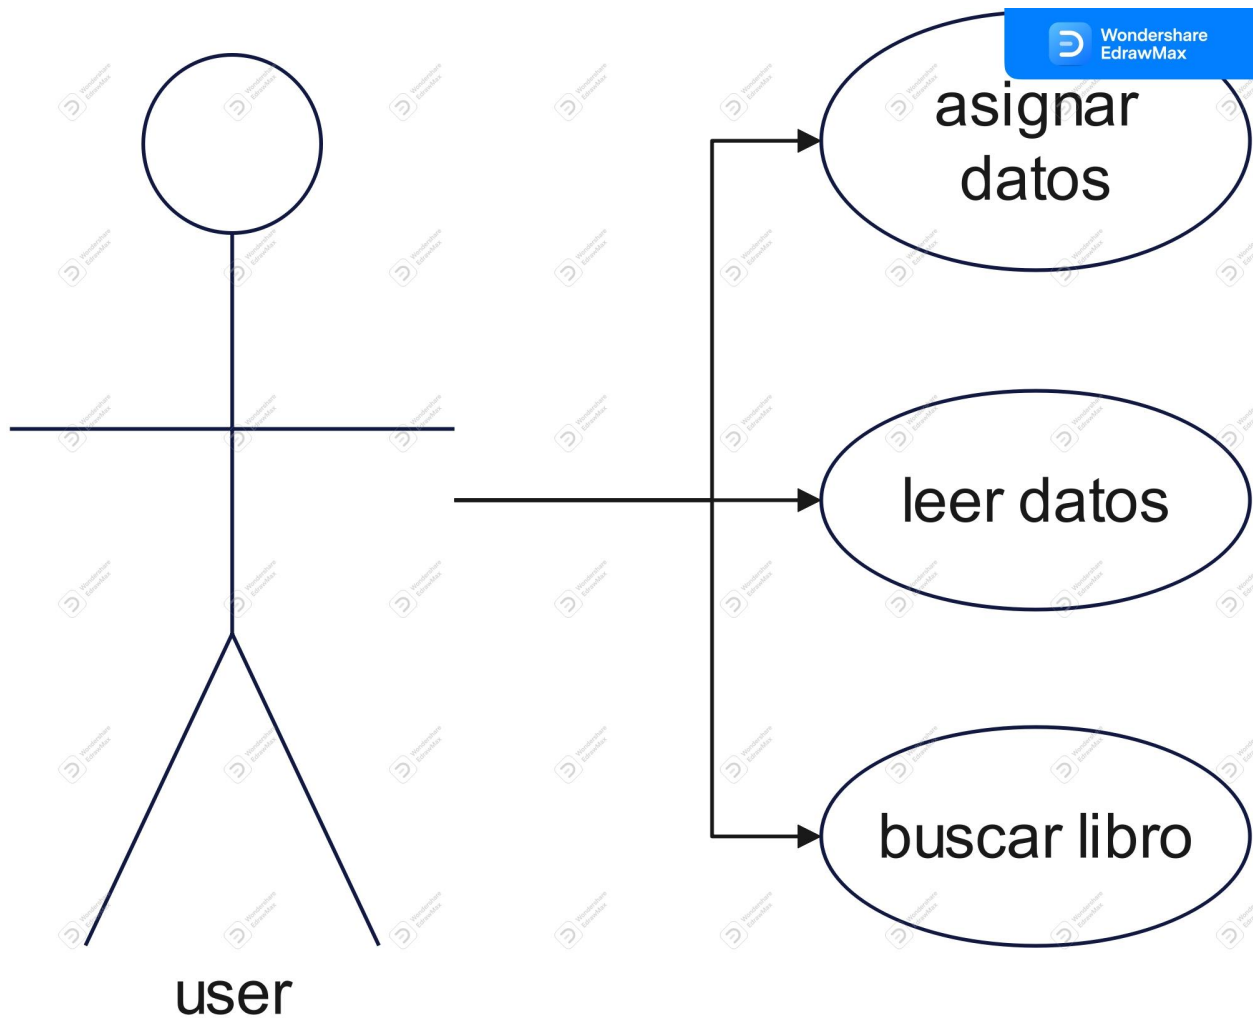 Wondershare
EdrawMax
asignar
datos
leer datos
buscar libro
user